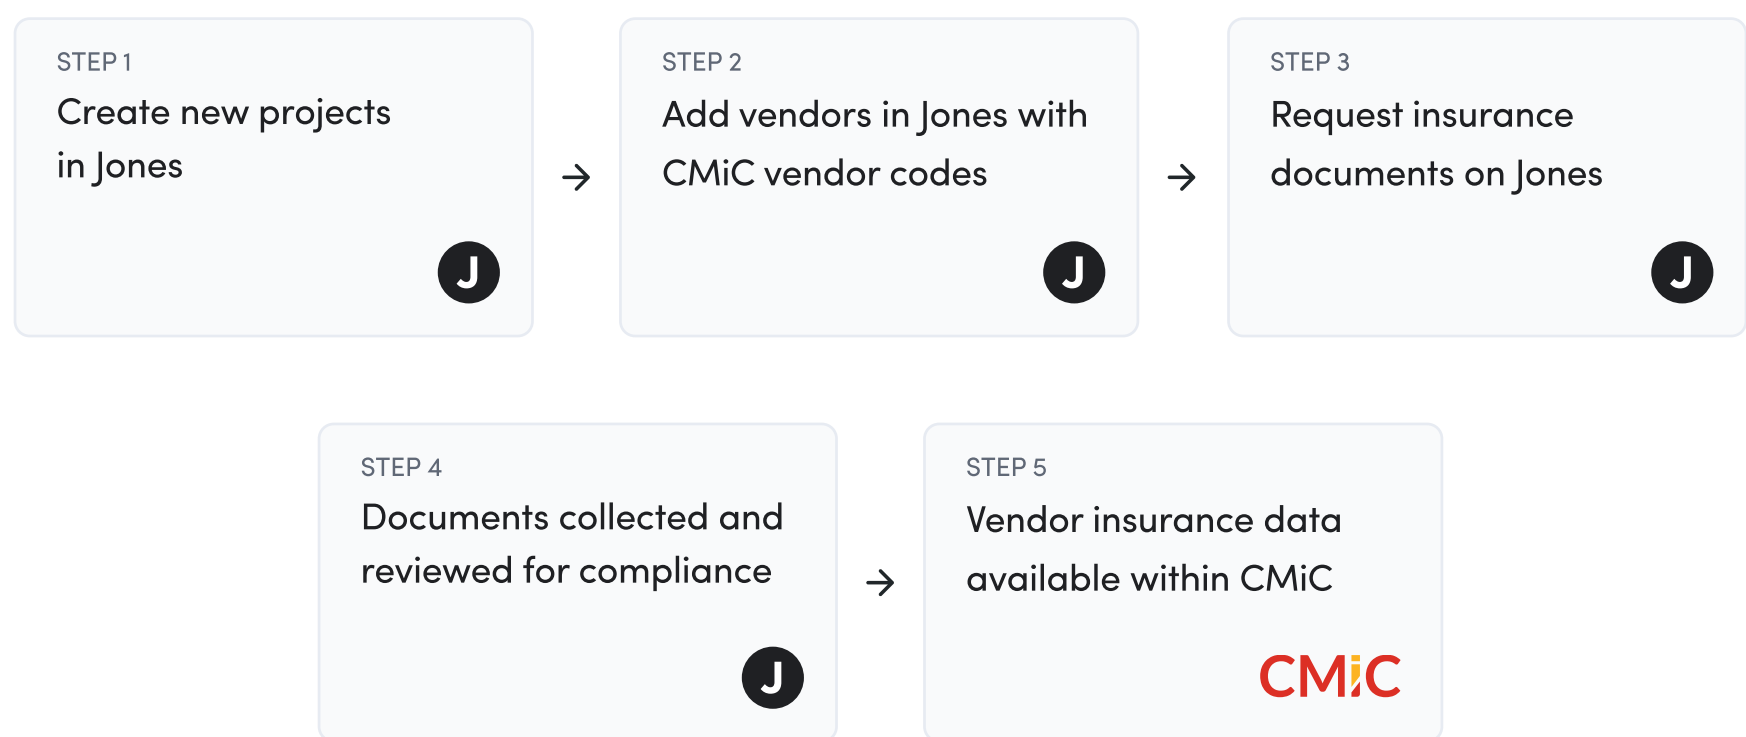 STEP 1
Create new projects
in Jones
J
STEP 2
Add vendors in Jones with
CMiC vendor codes
J
STEP 3
Request insurance
documents on Jones
J
STEP 4
Documents collected and
reviewed for compliance
J
STEP 5
Vendor insurance data
available within CMiC
CMiC